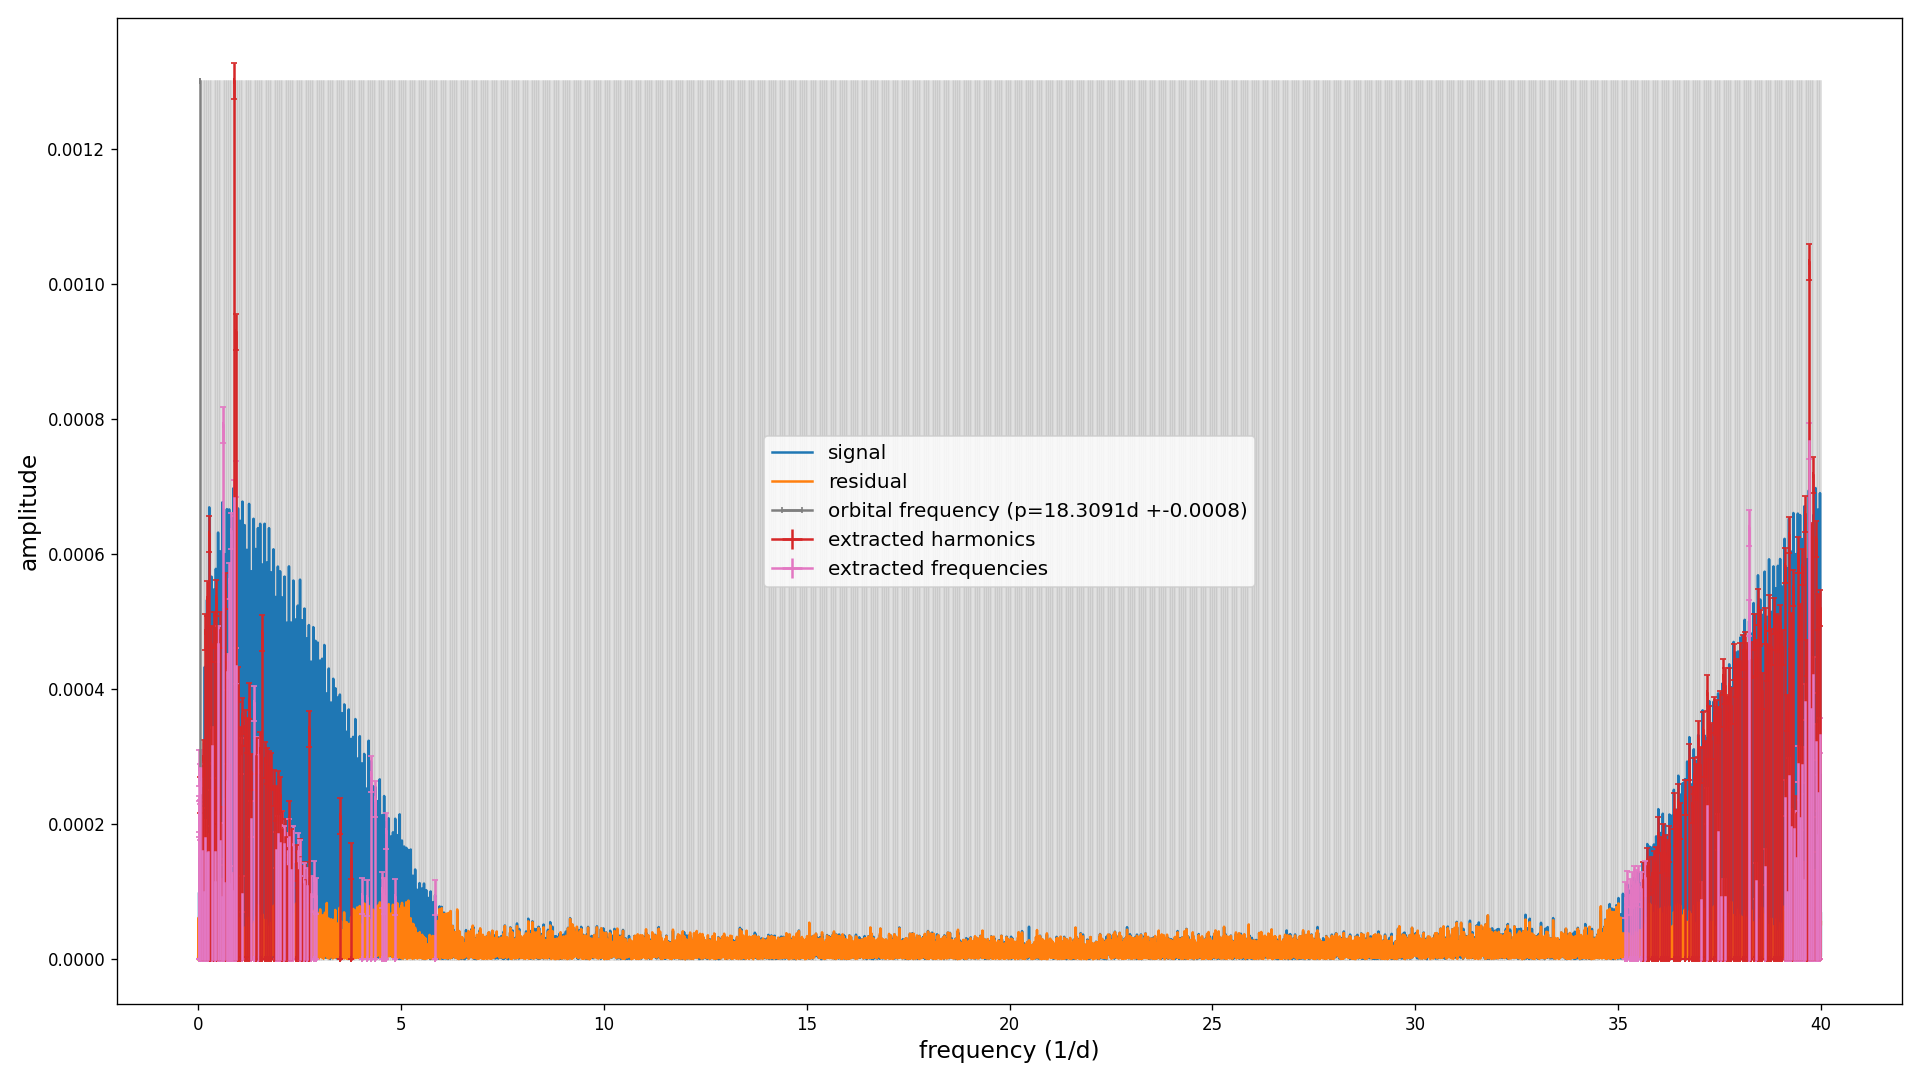 0.0012
0.0010
0.0008
0.0006
0.0004
0.0002
0.0000
amplitude
signal
residual
orbital frequency (p=18.3091d +-0.0008)
extracted harmonics
extracted frequencies
0 5 10 15 20 25 30 35 40
frequency (1/d)